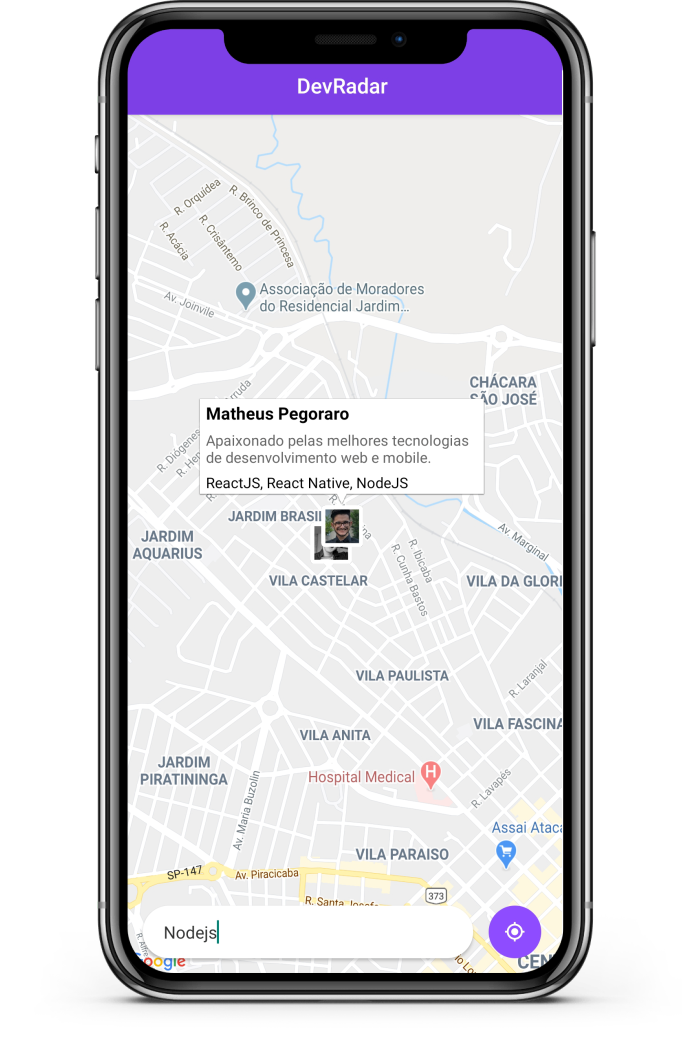 DevRadar
R. Orquídea
R. Brinco de Princesa
R. Acácia
R. Crisântemo
Associação de Moradores
do Residencial Jardim...
Av. Joinvile
CHÁCARA
SÃO JOSÉ
Matheus Pegoraro
Apaixonado pelas melhores tecnologias
de desenvolvimento web e mobile.
ReactJS, React Native, NodeJS
R. Diógenes
JARDIM BRASIL
JARDIM
AQUARIUS
Av. Marginal
R. Ibicaba
R. Cunha Bastos
VILA CASTELAR
VILA DA GLORI
VILA PAULISTA
R. Laranjal
VILA FASCINA
VILA ANITA
JARDIM
PIRATININGA
Hospital Medical
H
R. Lavapés
Av. Maria Buzolin
Assai Ataca
VILA PARAISO
SP-147
Av. Piracicaba
373
R. Santa Josefa
Nodejs
Google
CEN